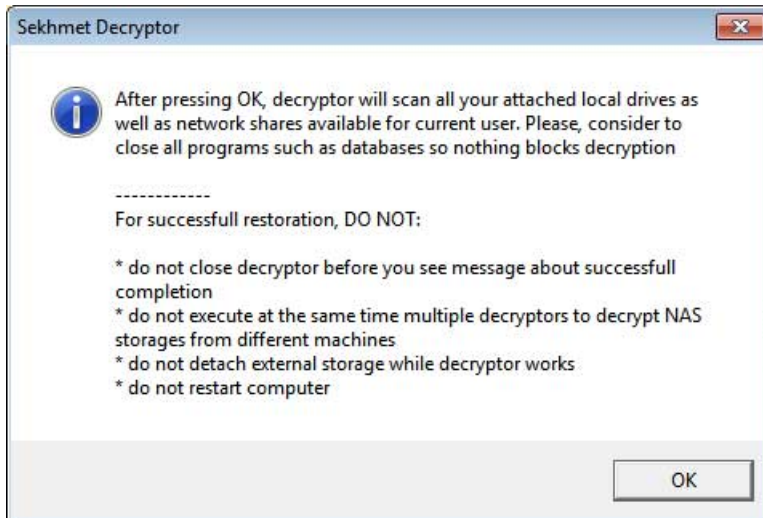 Sekhmet Decryptor
After pressing OK, decryptor will scan all your attached local drives as
well as network shares available for current user. Please, consider to
close all programs such as databases so nothing blocks decryption
------------
For successfull restoration, DO NOT:
* do not close decryptor before you see message about successfull
completion
* do not execute at the same time multiple decryptors to decrypt NAS
storages from different machines
* do not detach external storage while decryptor works
* do not restart computer
OK